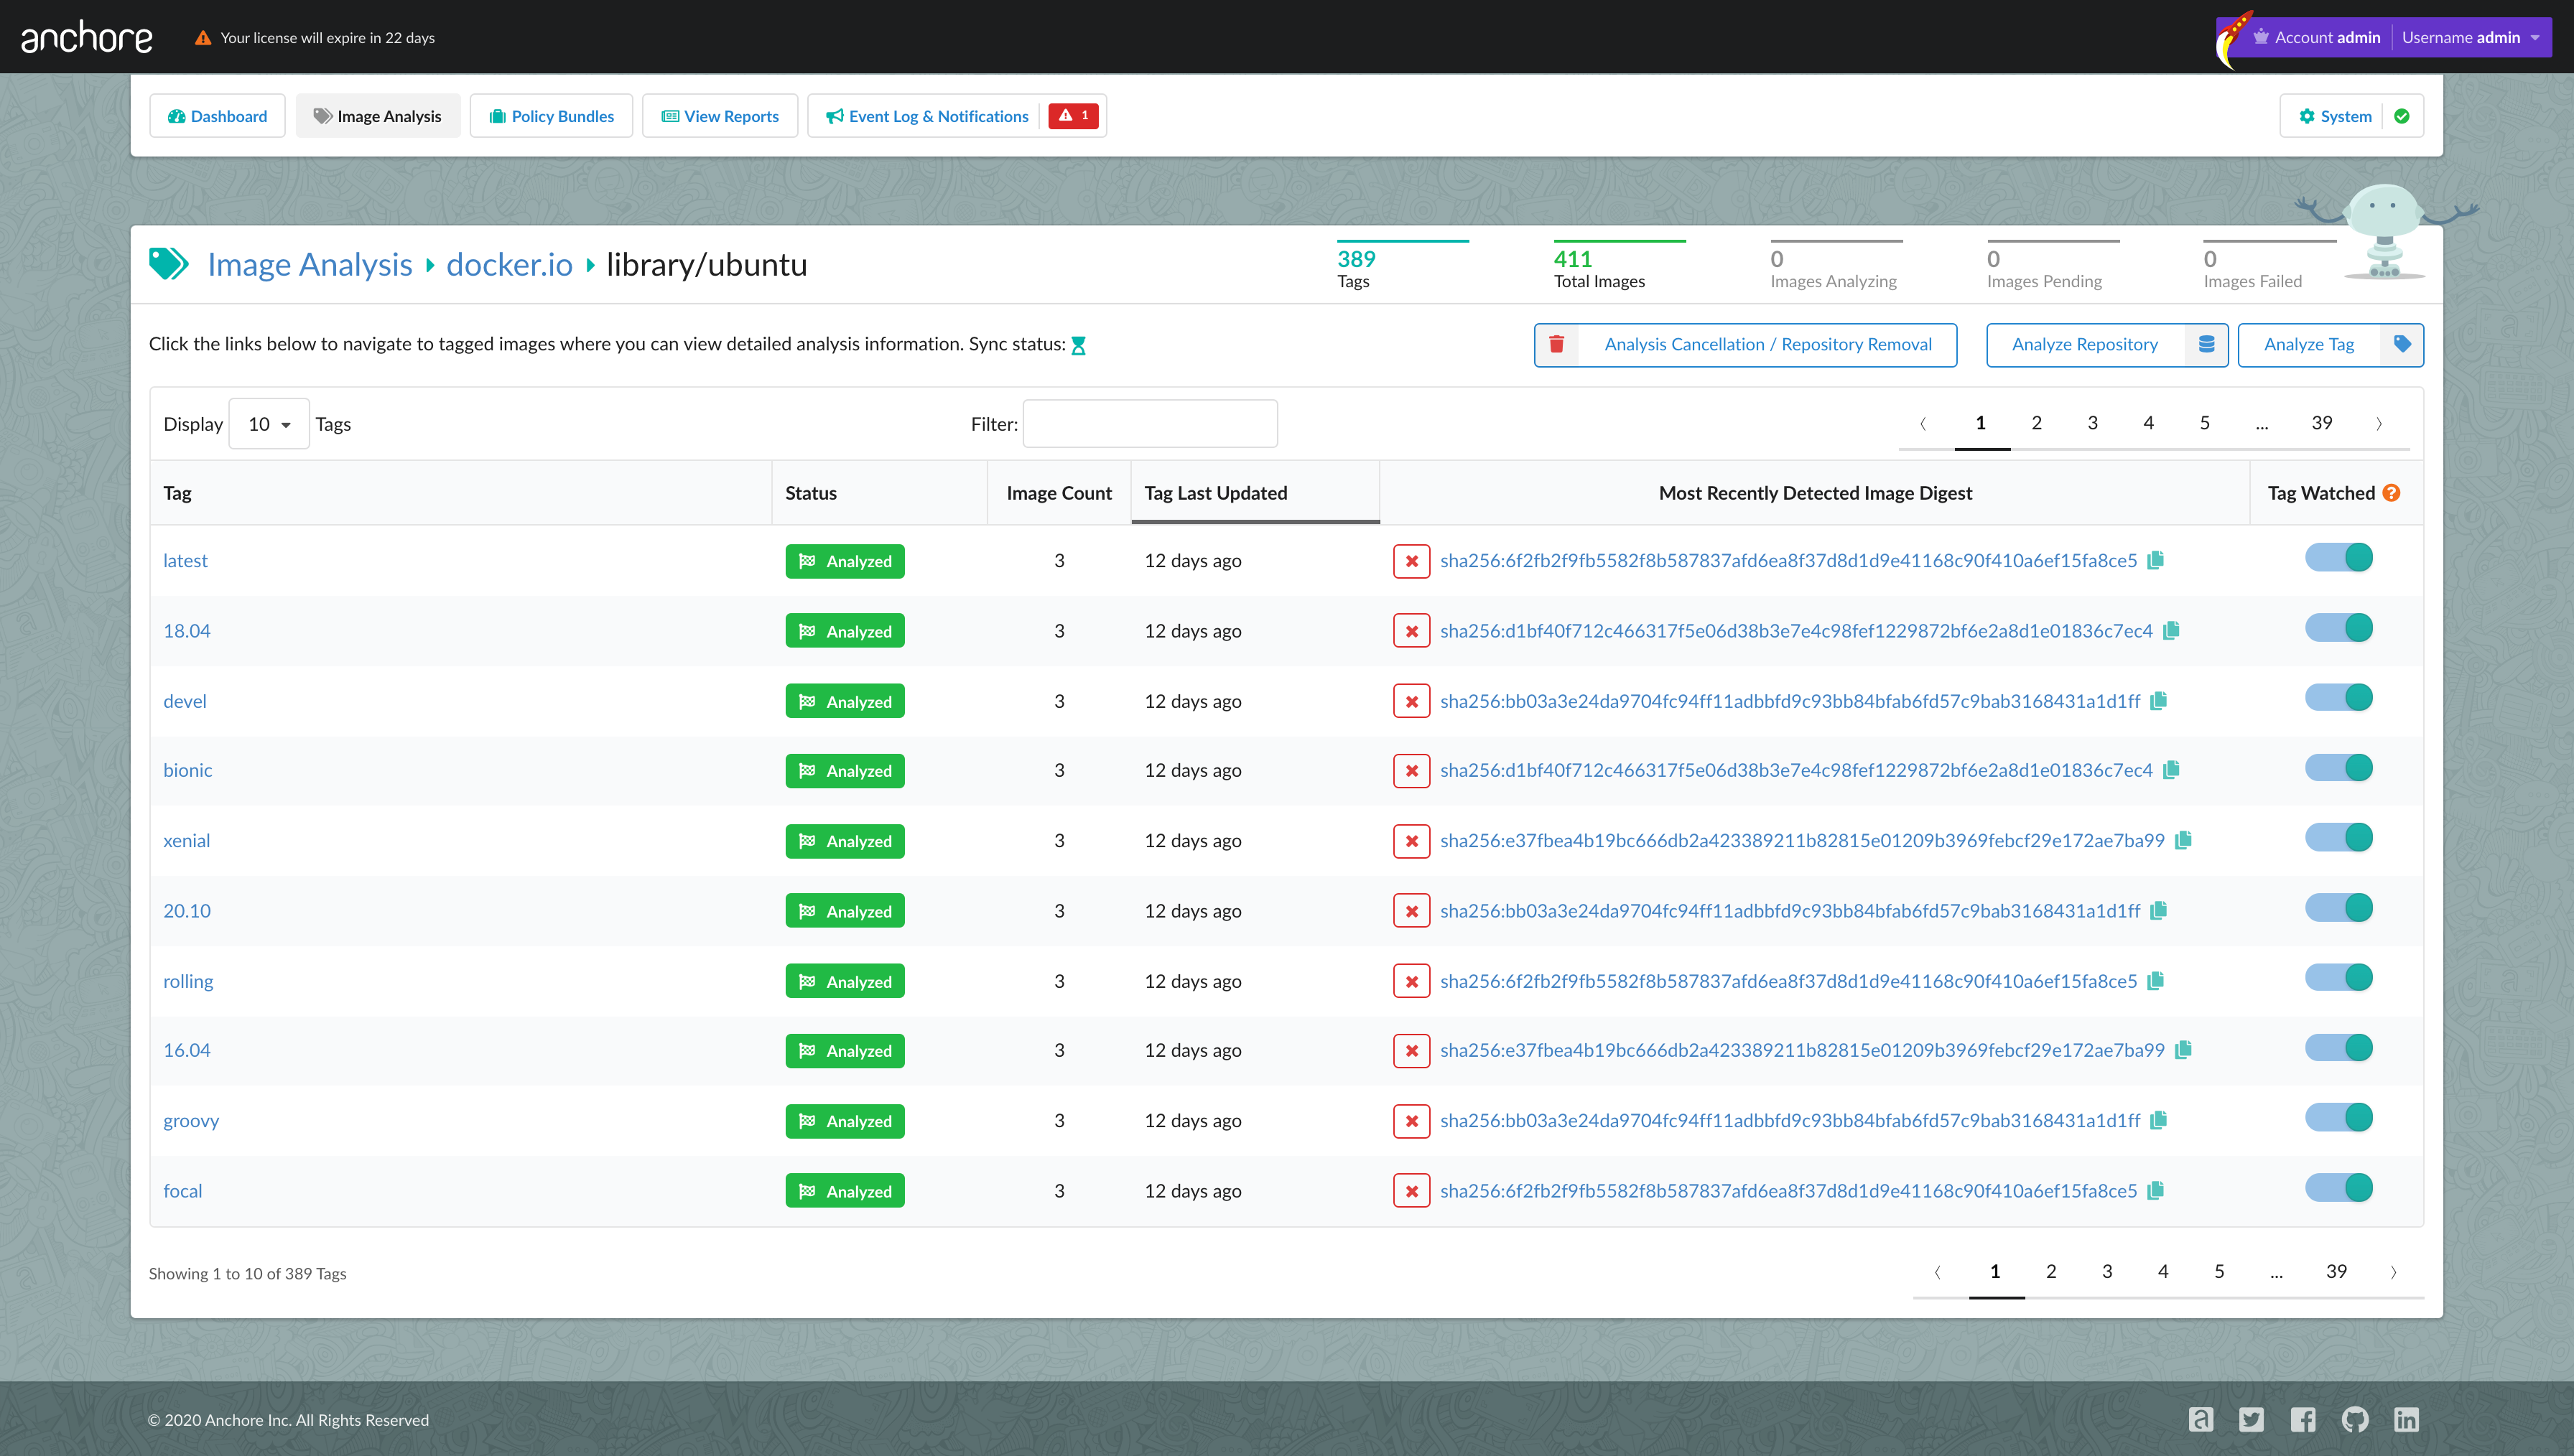 anchore
Your license will expire in 22 days
Account admin
Username admin
Dashboard
Image Analysis
Policy Bundles
View Reports
Event Log & Notifications
1
System
Image Analysis
docker.io
library/ubuntu
389
Tags
411
Total Images
0
Images Analyzing
0
Images Pending
0
Images Failed
Click the links below to navigate to tagged images where you can view detailed analysis information. Sync status:
Analysis Cancellation / Repository Removal
Analyze Repository
Analyze Tag
Display 10 Tags
Filter:
1 2 3 4 5 ... 39
Tag Status Image Count Tag Last Updated Most Recently Detected Image Digest Tag Watched ?
latest Analyzed 3 12 days ago sha256:6f2fb2f9fb5582f8b587837afd6ea8f37d8d1d9e41168c90f410a6ef15fa8ce5
18.04 Analyzed 3 12 days ago sha256:d1bf40f712c466317f5e06d38b3e7e4c98fef1229872bf6e2a8d1e01836c7ec4
devel Analyzed 3 12 days ago sha256:bb03a3e24da9704fc94ff11adbbfd9c93bb84bfab6fd57c9bab3168431a1d1ff
bionic Analyzed 3 12 days ago sha256:d1bf40f712c466317f5e06d38b3e7e4c98fef1229872bf6e2a8d1e01836c7ec4
xenial Analyzed 3 12 days ago sha256:e37fbea4b19bc666db2a423389211b82815e01209b3969febcf29e172ae7ba99
20.10 Analyzed 3 12 days ago sha256:bb03a3e24da9704fc94ff11adbbfd9c93bb84bfab6fd57c9bab3168431a1d1ff
rolling Analyzed 3 12 days ago sha256:6f2fb2f9fb5582f8b587837afd6ea8f37d8d1d9e41168c90f410a6ef15fa8ce5
16.04 Analyzed 3 12 days ago sha256:e37fbea4b19bc666db2a423389211b82815e01209b3969febcf29e172ae7ba99
groovy Analyzed 3 12 days ago sha256:bb03a3e24da9704fc94ff11adbbfd9c93bb84bfab6fd57c9bab3168431a1d1ff
focal Analyzed 3 12 days ago sha256:6f2fb2f9fb5582f8b587837afd6ea8f37d8d1d9e41168c90f410a6ef15fa8ce5
Showing 1 to 10 of 389 Tags
1 2 3 4 5 ... 39
© 2020 Anchore Inc. All Rights Reserved